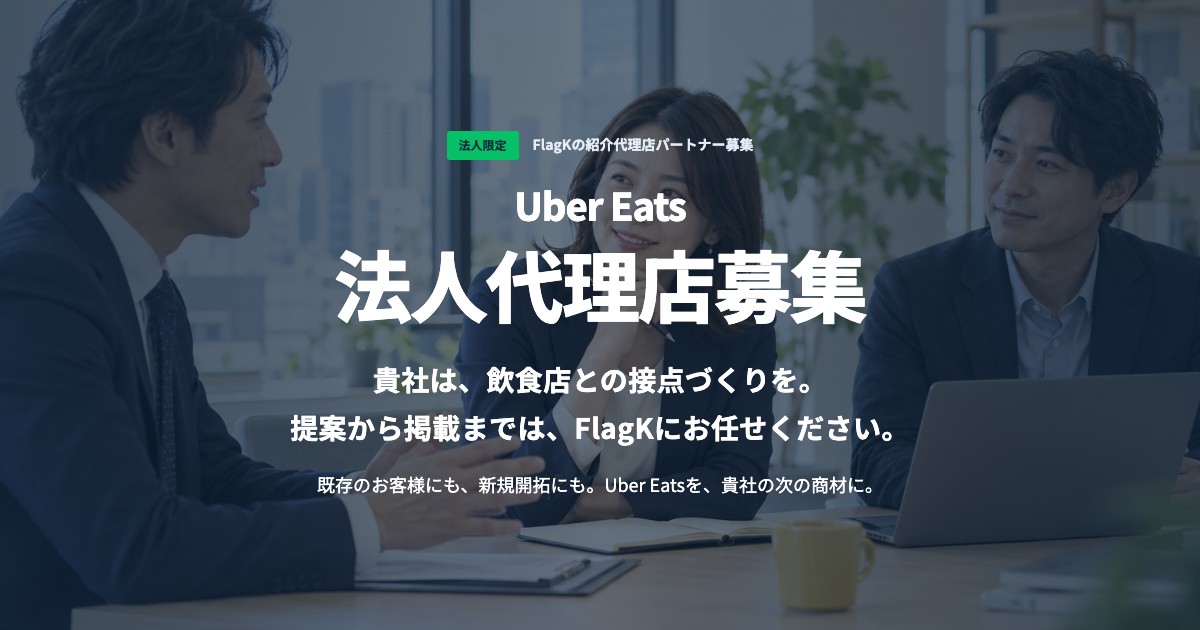 法人限定 FlagKの紹介代理店パートナー募集
Uber Eats
法人代理店募集
貴社は、飲食店との接点づくりを。
提案から掲載までは、FlagKにお任せください。
既存のお客様にも、新規開拓にも。Uber Eatsを、貴社の次の商材に。